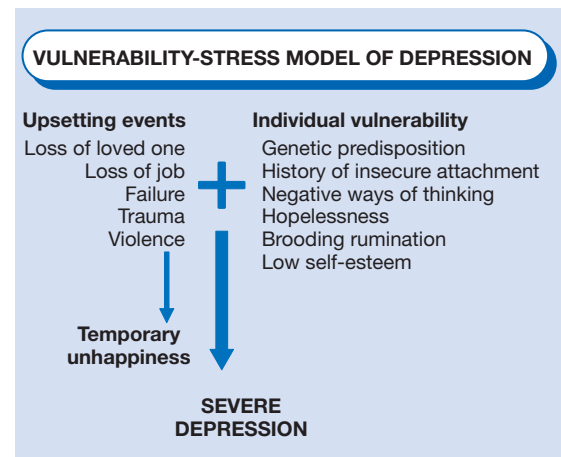 VULNERABILITY-STRESS MODEL OF DEPRESSION
Upsetting events
Loss of loved one
Loss of job
Failure
Trauma
Violence
Individual vulnerability
Genetic predisposition
History of insecure attachment
Negative ways of thinking
Hopelessness
Brooding rumination
Low self-esteem
Temporary
unhappiness
SEVERE
DEPRESSION